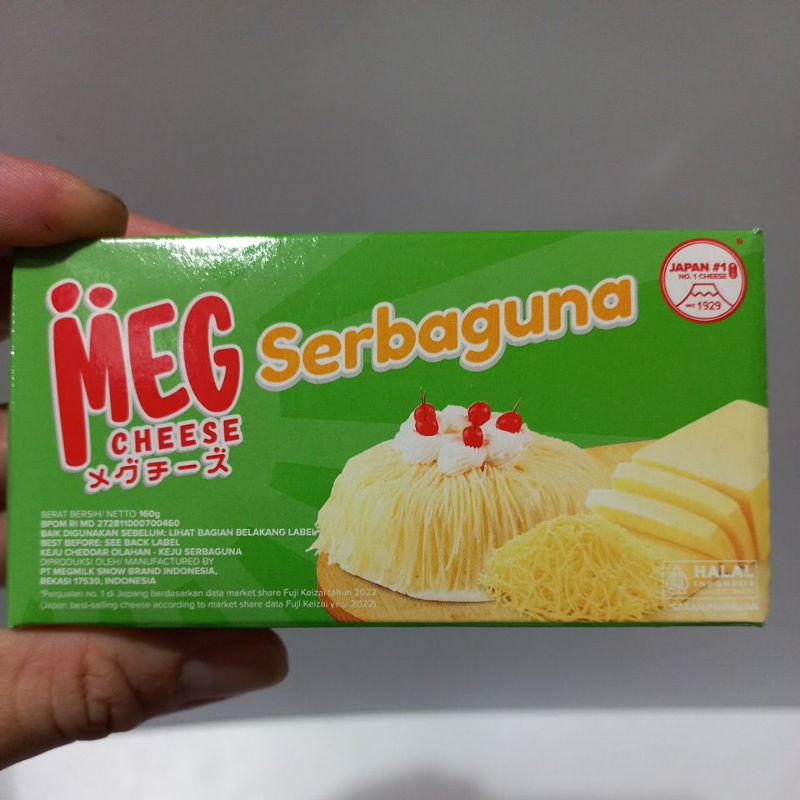 MEG
CHEESE
メグチーズ
Serbaguna
JAPAN #1
NO. 1 CHEESE
SINCE 1929
*
BERAT BERSIH/ NETTO 160g
BPOM RI MD 272811000700460
BAIK DIGUNAKAN SEBELUM: LIHAT BAGIAN BELAKANG LABEL
BEST BEFORE: SEE BACK LABEL
KEJU CHEDDAR OLAHAN - KEJU SERBAGUNA
DIPRODUKSI OLEH/ MANUFACTURED BY
PT MEGMILK SNOW BRAND INDONESIA,
BEKASI 17530, INDONESIA
*Penjualan no. 1 di Jepang berdasarkan data market share Fuji Keizai tahun 2022
(Japan best-selling cheese according to market share data Fuji Keizai year 2022)
HALAL
INDONESIA
SARAN PENYAJIAN